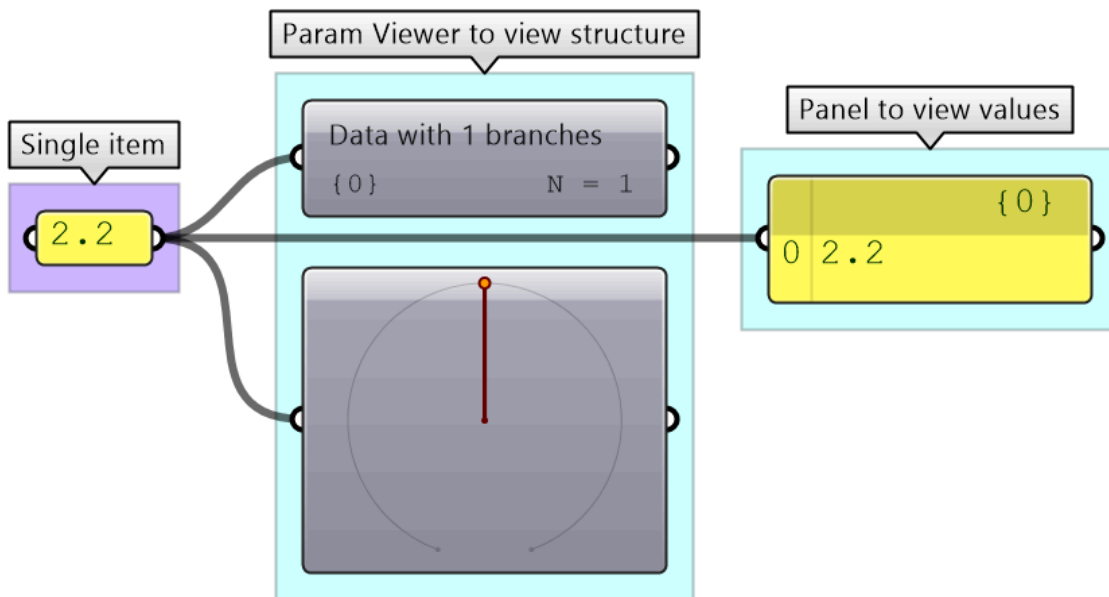 Param Viewer to view structure
Single item
2.2
Data with 1 branches
{0} N = 1
Panel to view values
{0}
0 2.2